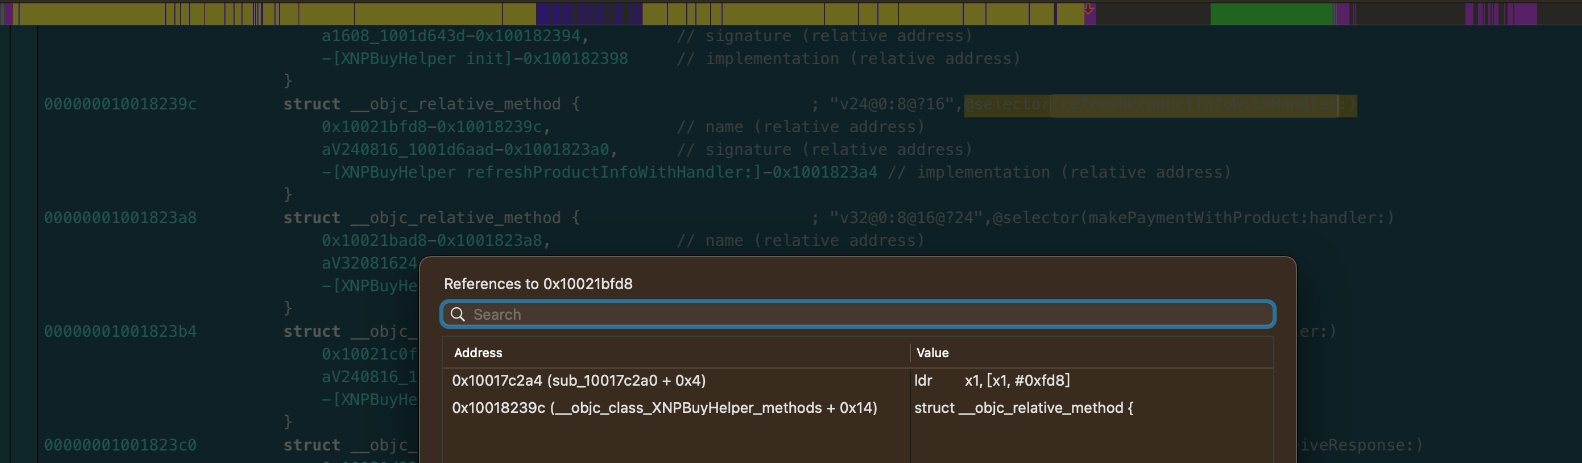 a1608_1001d643d-0x100182394, // signature (relative address)
-[XNPBuyHelper init]-0x100182398 // implementation (relative address)
}
000000010018239c struct __objc_relative_method { ; "v24@0:8@?16",@selector(refreshProductInfoWithHandler:)
0x10021bfd8-0x10018239c, // name (relative address)
aV240816_1001d6aad-0x1001823a0, // signature (relative address)
-[XNPBuyHelper refreshProductInfoWithHandler:]-0x1001823a4 // implementation (relative address)
}
00000001001823a8 struct __objc_relative_method { ; "v32@0:8@16@?24",@selector(makePaymentWithProduct:handler:)
0x10021bad8-0x1001823a8, // name (relative address)
aV32081624
-[XNPBuyHe
}
00000001001823b4 struct __objc_ ler:)
0x10021c0f
aV240816_1
-[XNPBuyHe
}
00000001001823c0 struct __objc_ eiveResponse:)
References to 0x10021bfd8
Search
Address Value
0x10017c2a4 (sub_10017c2a0 + 0x4) ldr x1, [x1, #0xfd8]
0x10018239c (__objc_class_XNPBuyHelper_methods + 0x14) struct __objc_relative_method {